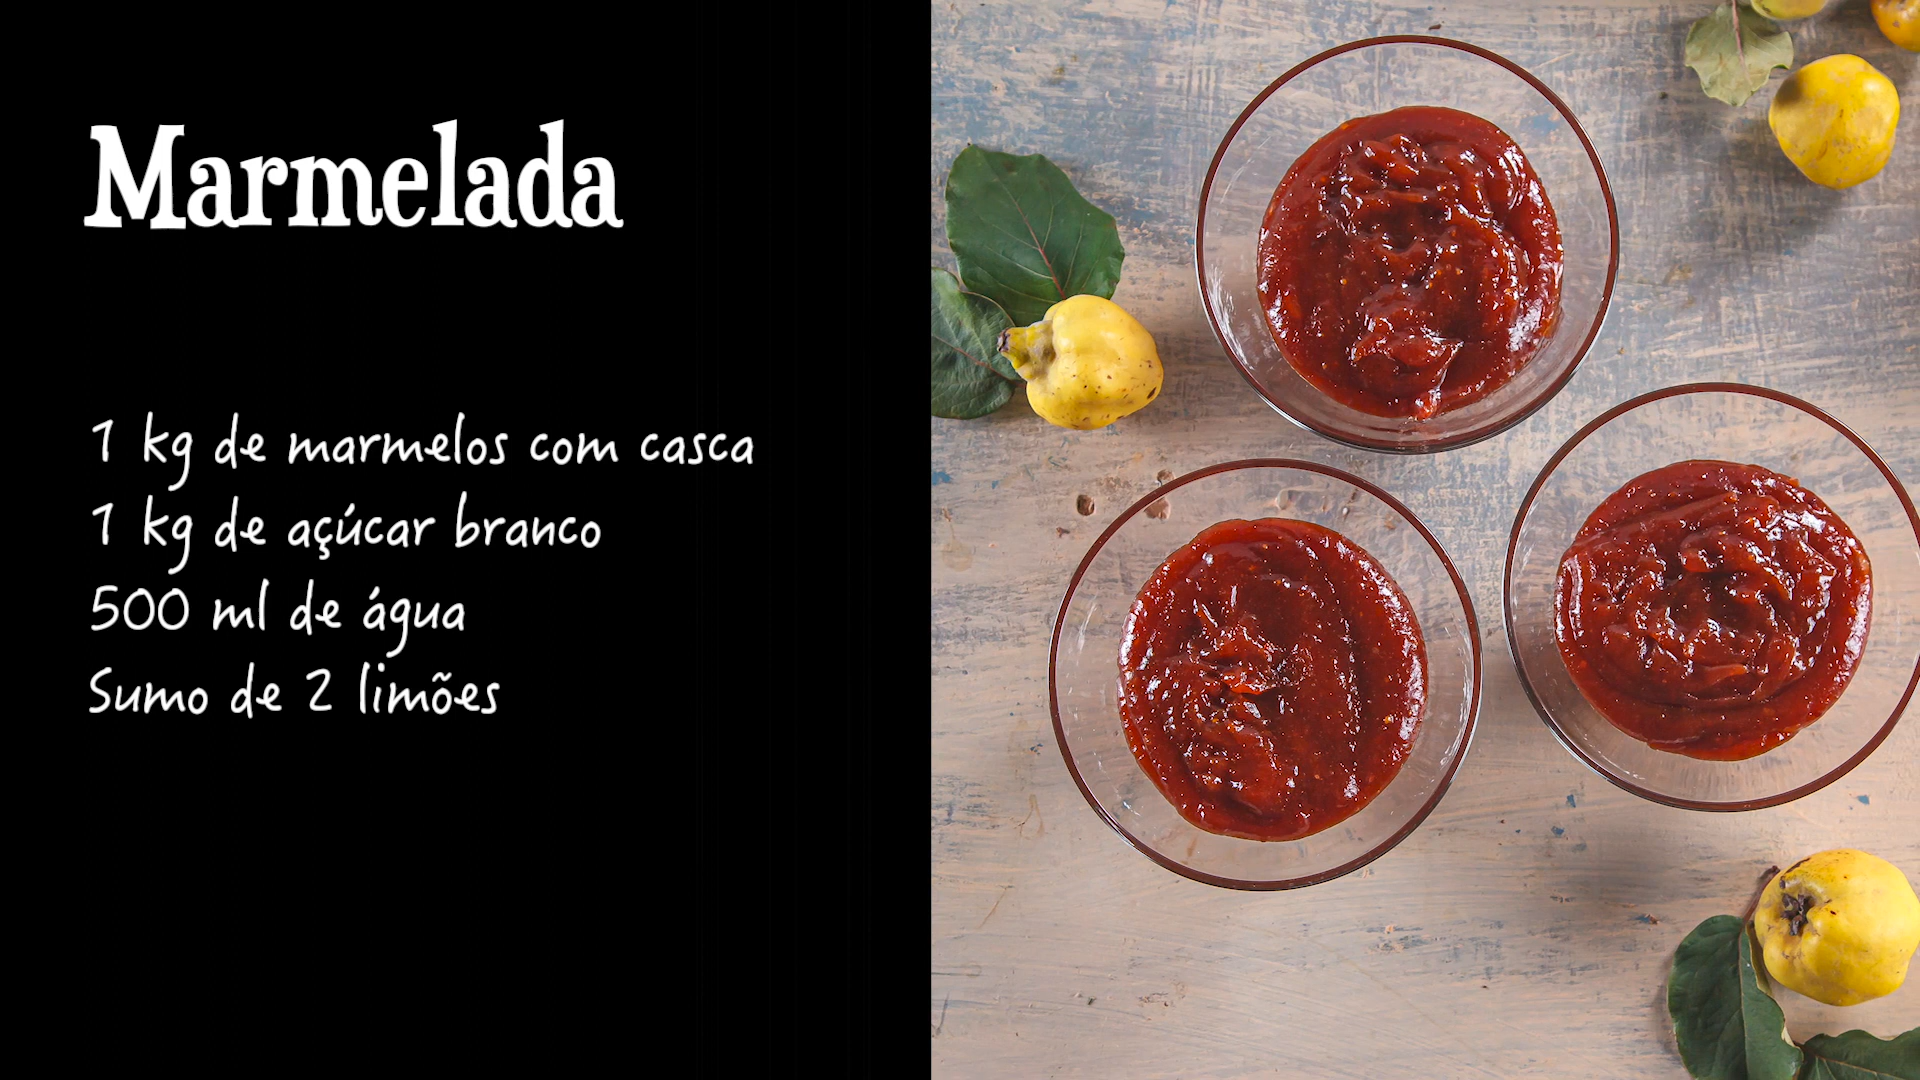 Marmelada
1 kg de marmelos com casca
1 kg de açúcar branco
500 ml de água
Sumo de 2 limões